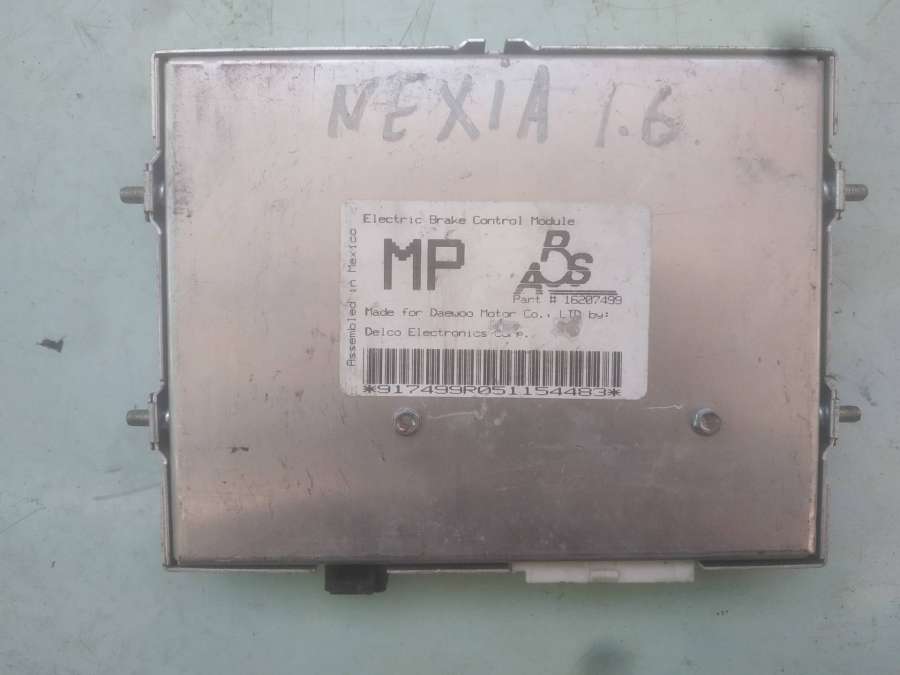 NEXIA 1.6
Electric Brake Control Module
Assembled in Mexico
MP
ABS
Part # 16207499
Made for Daewoo Motor Co., LTD by:
Delco Electronics Corp.
*917499R051154483*